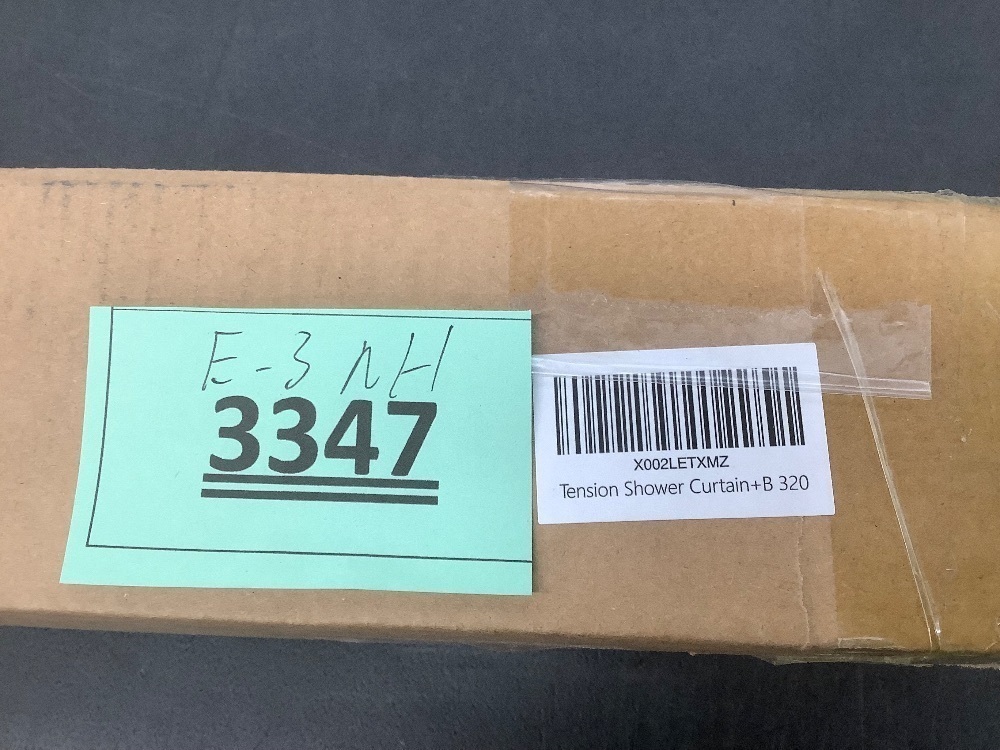 E-3 nH
3347
X002LETXMZ
Tension Shower Curtain+B 320